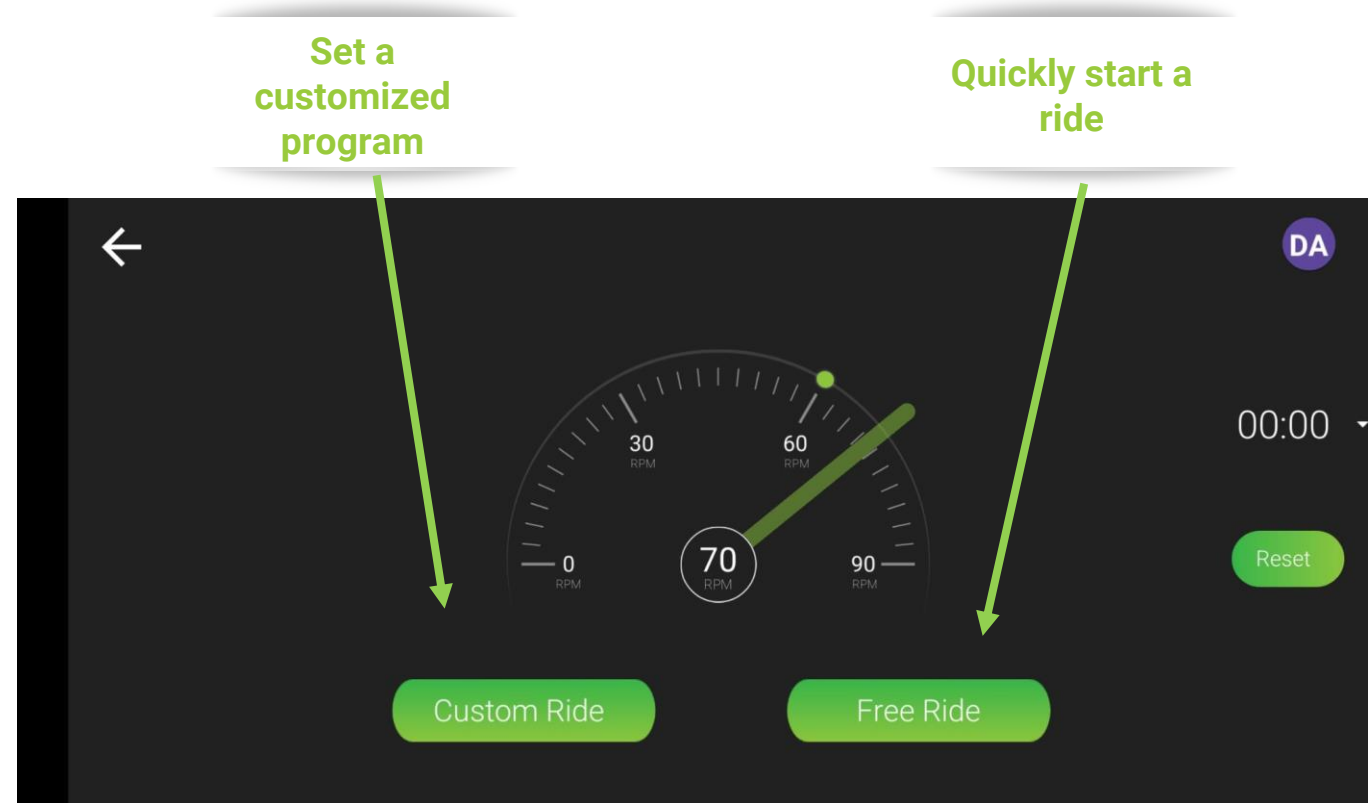 Set a
customized
program
Quickly start a
ride
DA
30
RPM
60
RPM
00:00
0
RPM
70
RPM
90
RPM
Reset
Custom Ride
Free Ride